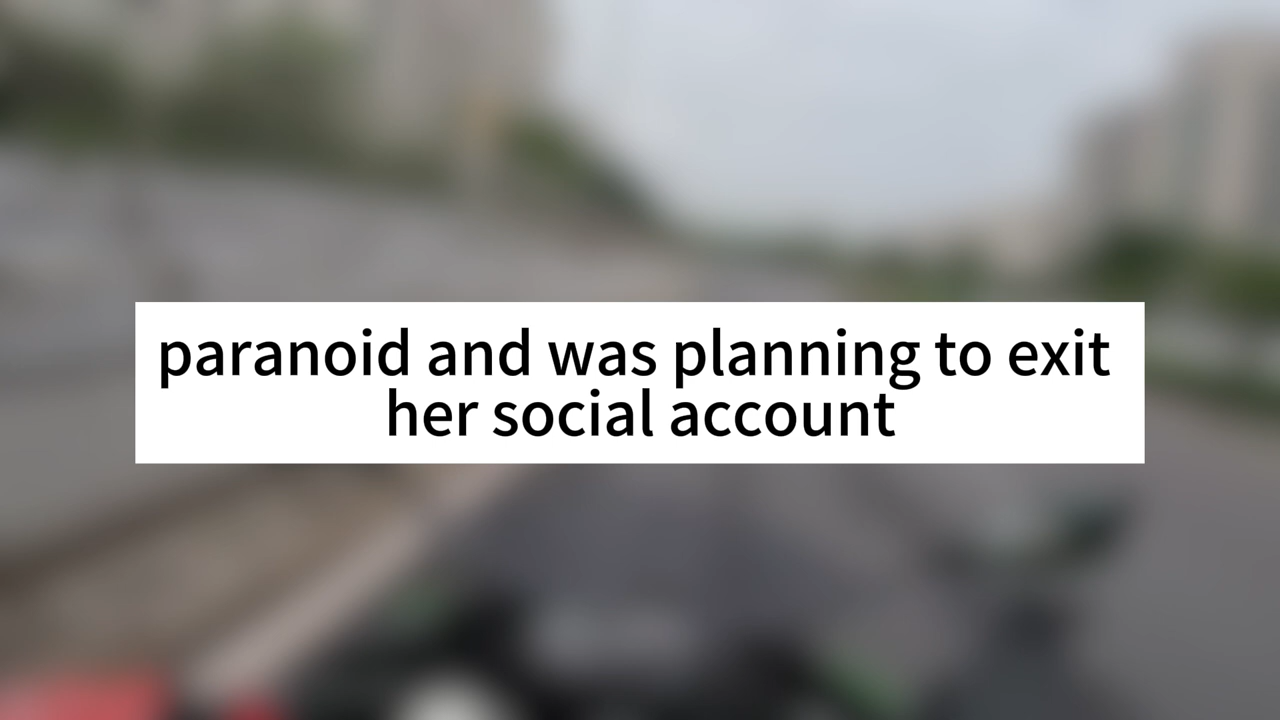 paranoid and was planning to exit
her social account